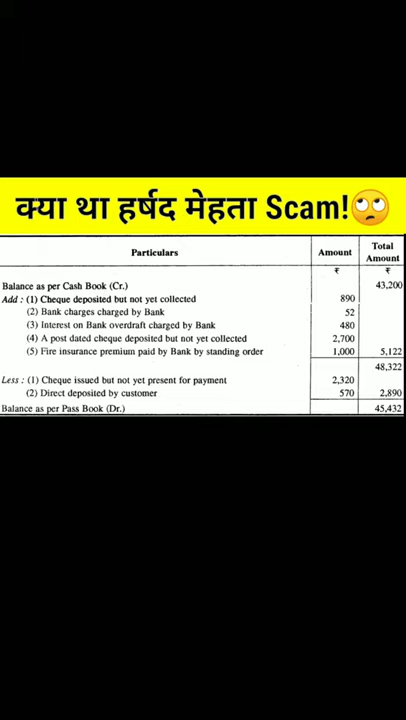 क्या था हर्षद मेहता Scam!🙄
Particulars Amount Total Amount
₹ ₹
Balance as per Cash Book (Cr.) 43,200
Add : (1) Cheque deposited but not yet collected 890
(2) Bank charges charged by Bank 52
(3) Interest on Bank overdraft charged by Bank 480
(4) A post dated cheque deposited but not yet collected 2,700
(5) Fire insurance premium paid by Bank by standing order 1,000 5,122
48,322
Less : (1) Cheque issued but not yet present for payment 2,320
(2) Direct deposited by customer 570 2,890
Balance as per Pass Book (Dr.) 45,432